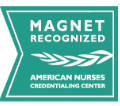 MAGNET
RECOGNIZED
AMERICAN NURSES
CREDENTIALING CENTER